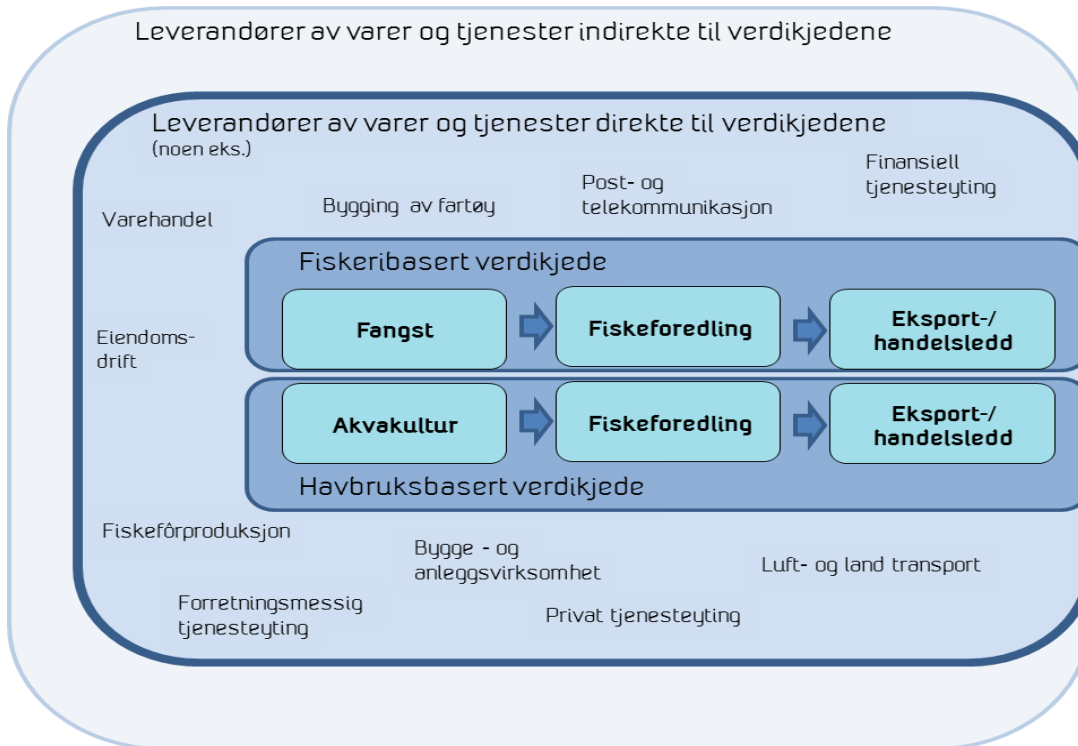 Leverandører av varer og tjenester indirekte til verdikjedene
Leverandører av varer og tjenester direkte til verdikjedene
(noen eks.)
Varehandel
Bygging av fartøy
Post- og
telekommunikasjon
Finansiell
tjenesteyting
Eiendoms-
drift
Fiskeribasert verdikjede
Fangst
Fiskeforedling
Eksport-/
handelsledd
Akvakultur
Fiskeforedling
Eksport-/
handelsledd
Havbruksbasert verdikjede
Fiskefôrproduksjon
Bygge - og
anleggsvirksomhet
Luft- og land transport
Forretningsmessig
tjenesteyting
Privat tjenesteyting